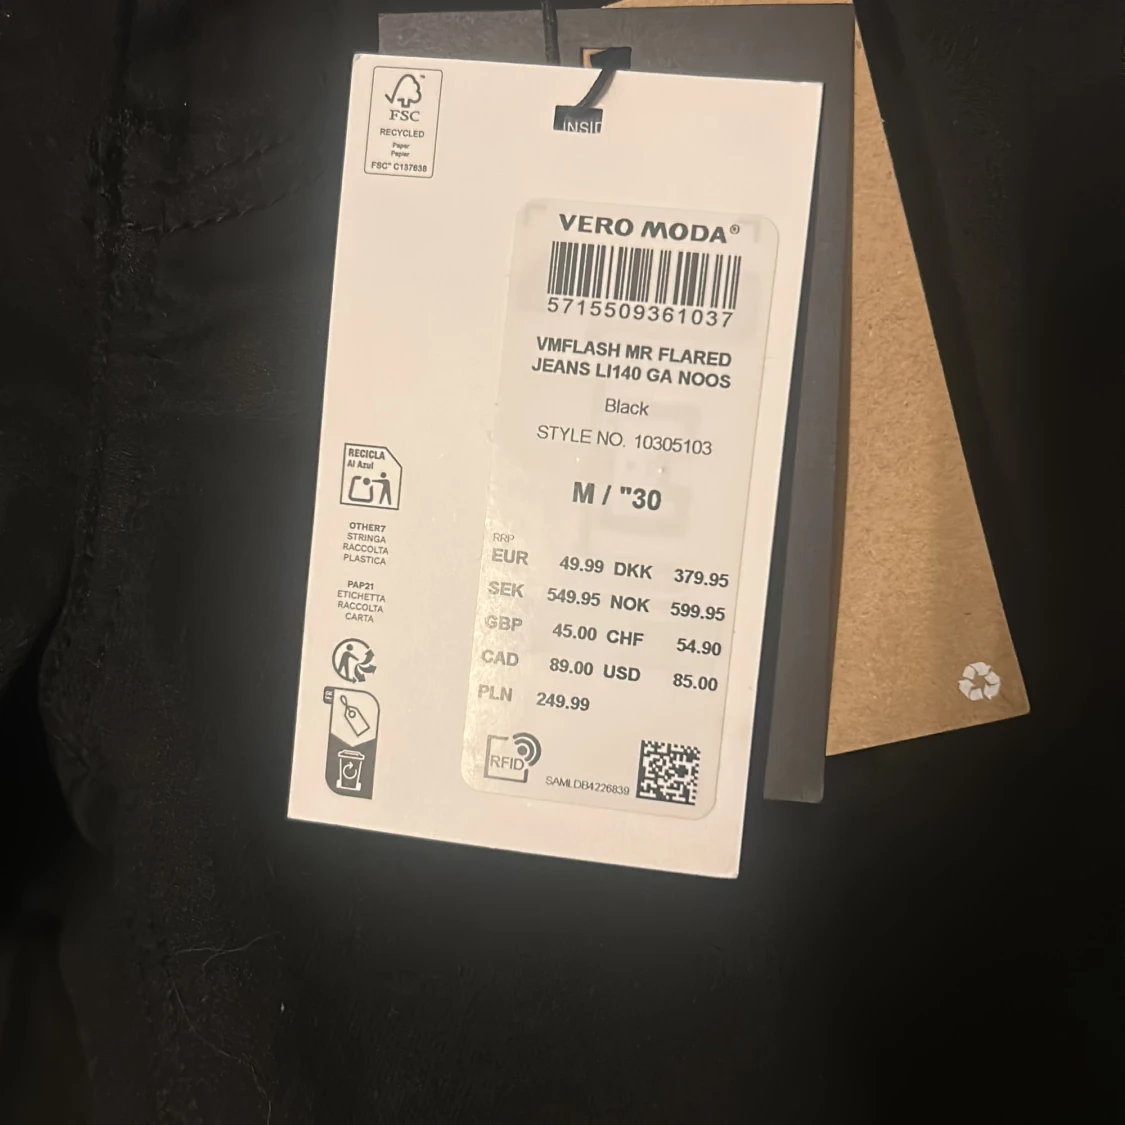 FSC™
RECYCLED
Paper
Papier
FSC® C137638
INSID
VERO MODA®
5715509361037
VMFLASH MR FLARED
JEANS LI140 GA NOOS
Black
STYLE NO. 10305103
M / "30
RRP
EUR 49.99 DKK 379.95
SEK 549.95 NOK 599.95
GBP 45.00 CHF 54.90
CAD 89.00 USD 85.00
PLN 249.99
RFID
SAMLDB4226839
RECICLA
Al Azul
OTHER7
STRINGA
RACCOLTA
PLASTICA
PAP21
ETICHETTA
RACCOLTA
CARTA